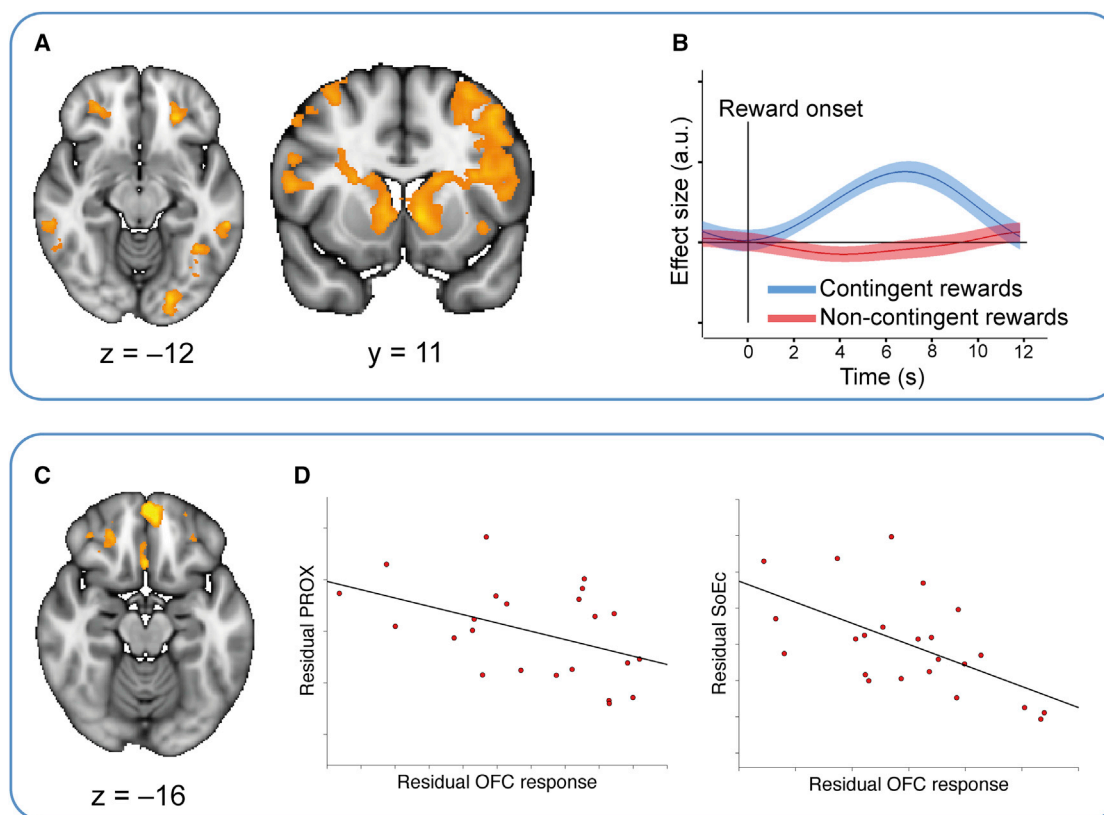 A
B
Reward onset
Effect size (a.u.)
Contingent rewards
Non-contingent rewards
0 2 4 6 8 10 12
Time (s)
z = –12
y = 11
C
D
Residual PROX
Residual SoEc
Residual OFC response
Residual OFC response
z = –16